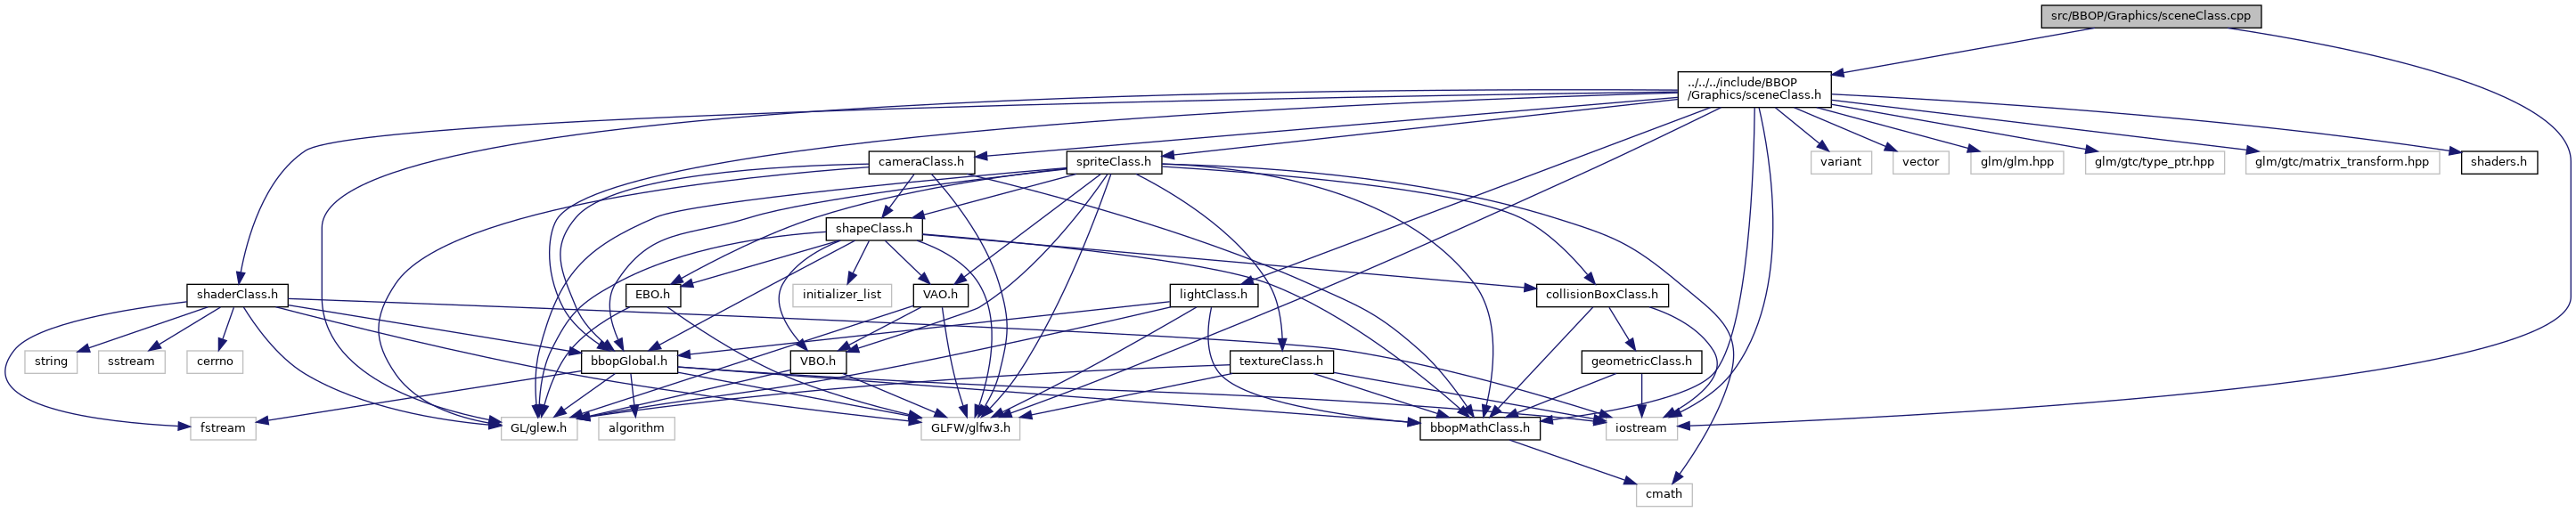 src/BBOP/Graphics/sceneClass.cpp
../../../include/BBOP
/Graphics/sceneClass.h
cameraClass.h
spriteClass.h
variant
vector
glm/glm.hpp
glm/gtc/type_ptr.hpp
glm/gtc/matrix_transform.hpp
shaders.h
shapeClass.h
shaderClass.h
EBO.h
initializer_list
VAO.h
lightClass.h
collisionBoxClass.h
string
sstream
cerrno
bbopGlobal.h
VBO.h
textureClass.h
geometricClass.h
fstream
GL/glew.h
algorithm
GLFW/glfw3.h
bbopMathClass.h
iostream
cmath